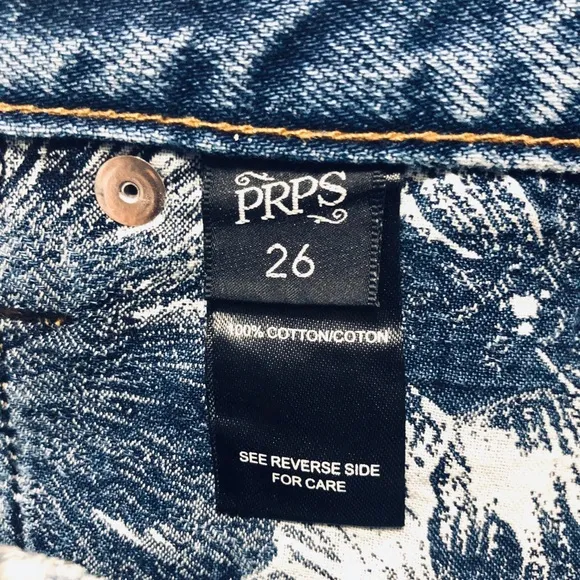 PRPS
26
100% COTTON/COTON
SEE REVERSE SIDE
FOR CARE